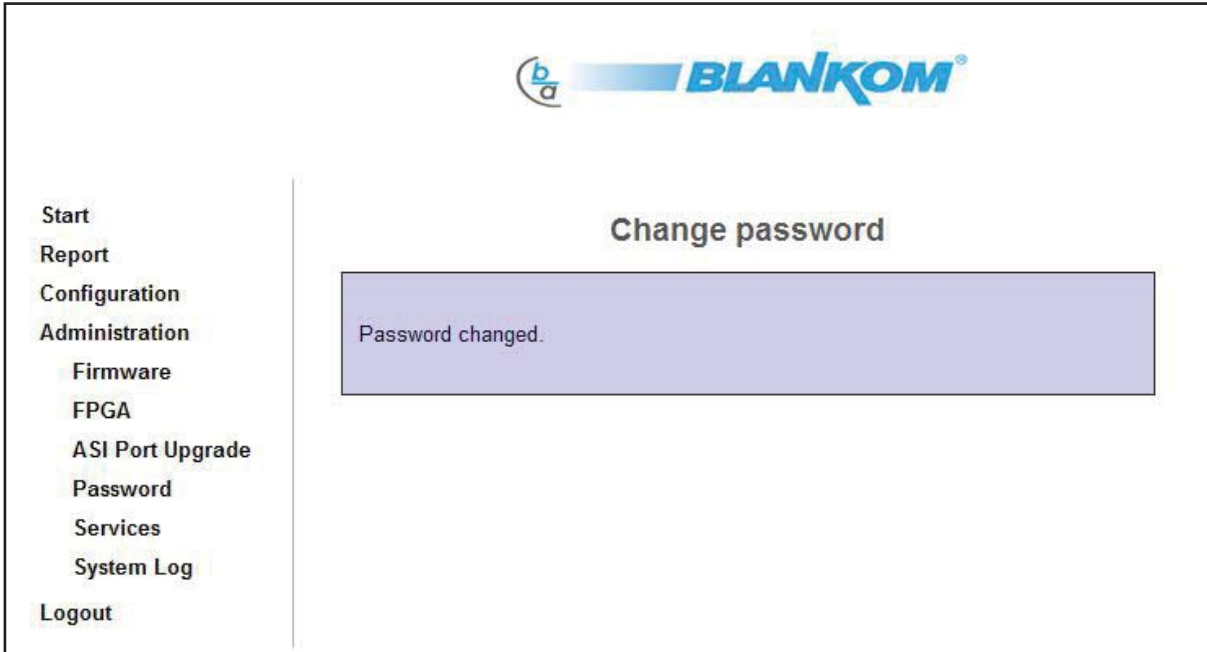 b
a
BLANKOM®
Start
Report
Configuration
Administration
Firmware
FPGA
ASI Port Upgrade
Password
Services
System Log
Logout
Change password
Password changed.